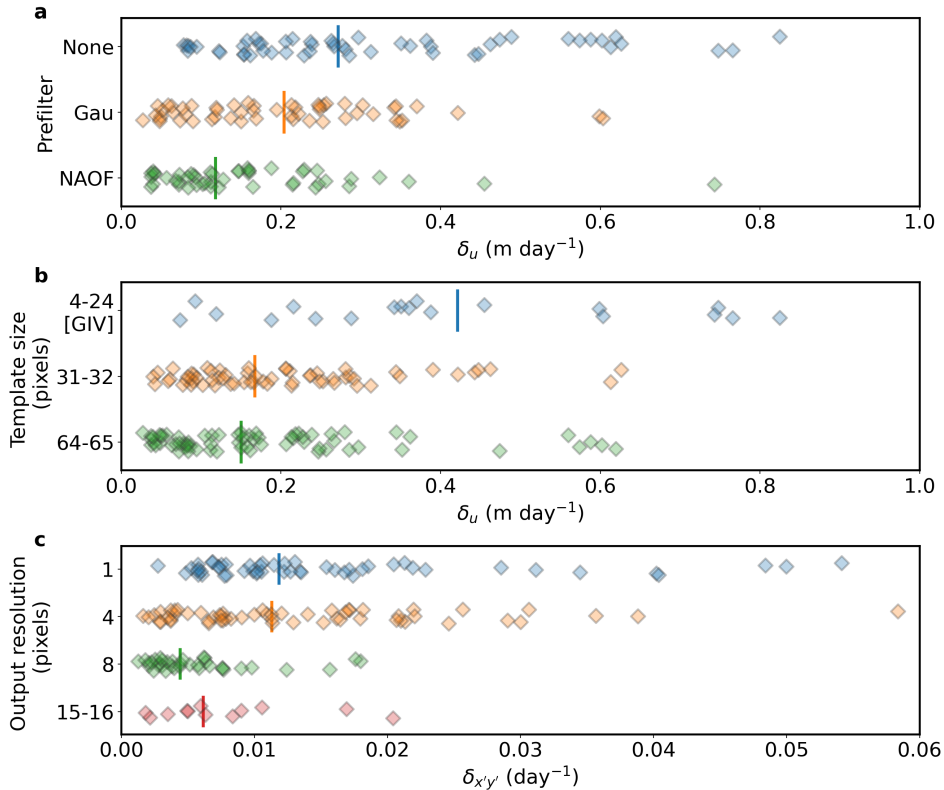 a
Prefilter
None
Gau
NAOF
0.0 0.2 0.4 0.6 0.8 1.0
δ_u (m day⁻¹)
b
Template size
(pixels)
4-24
[GIV]
31-32
64-65
0.0 0.2 0.4 0.6 0.8 1.0
δ_u (m day⁻¹)
c
Output resolution
(pixels)
1
4
8
15-16
0.00 0.01 0.02 0.03 0.04 0.05 0.06
δ_x′y′ (day⁻¹)